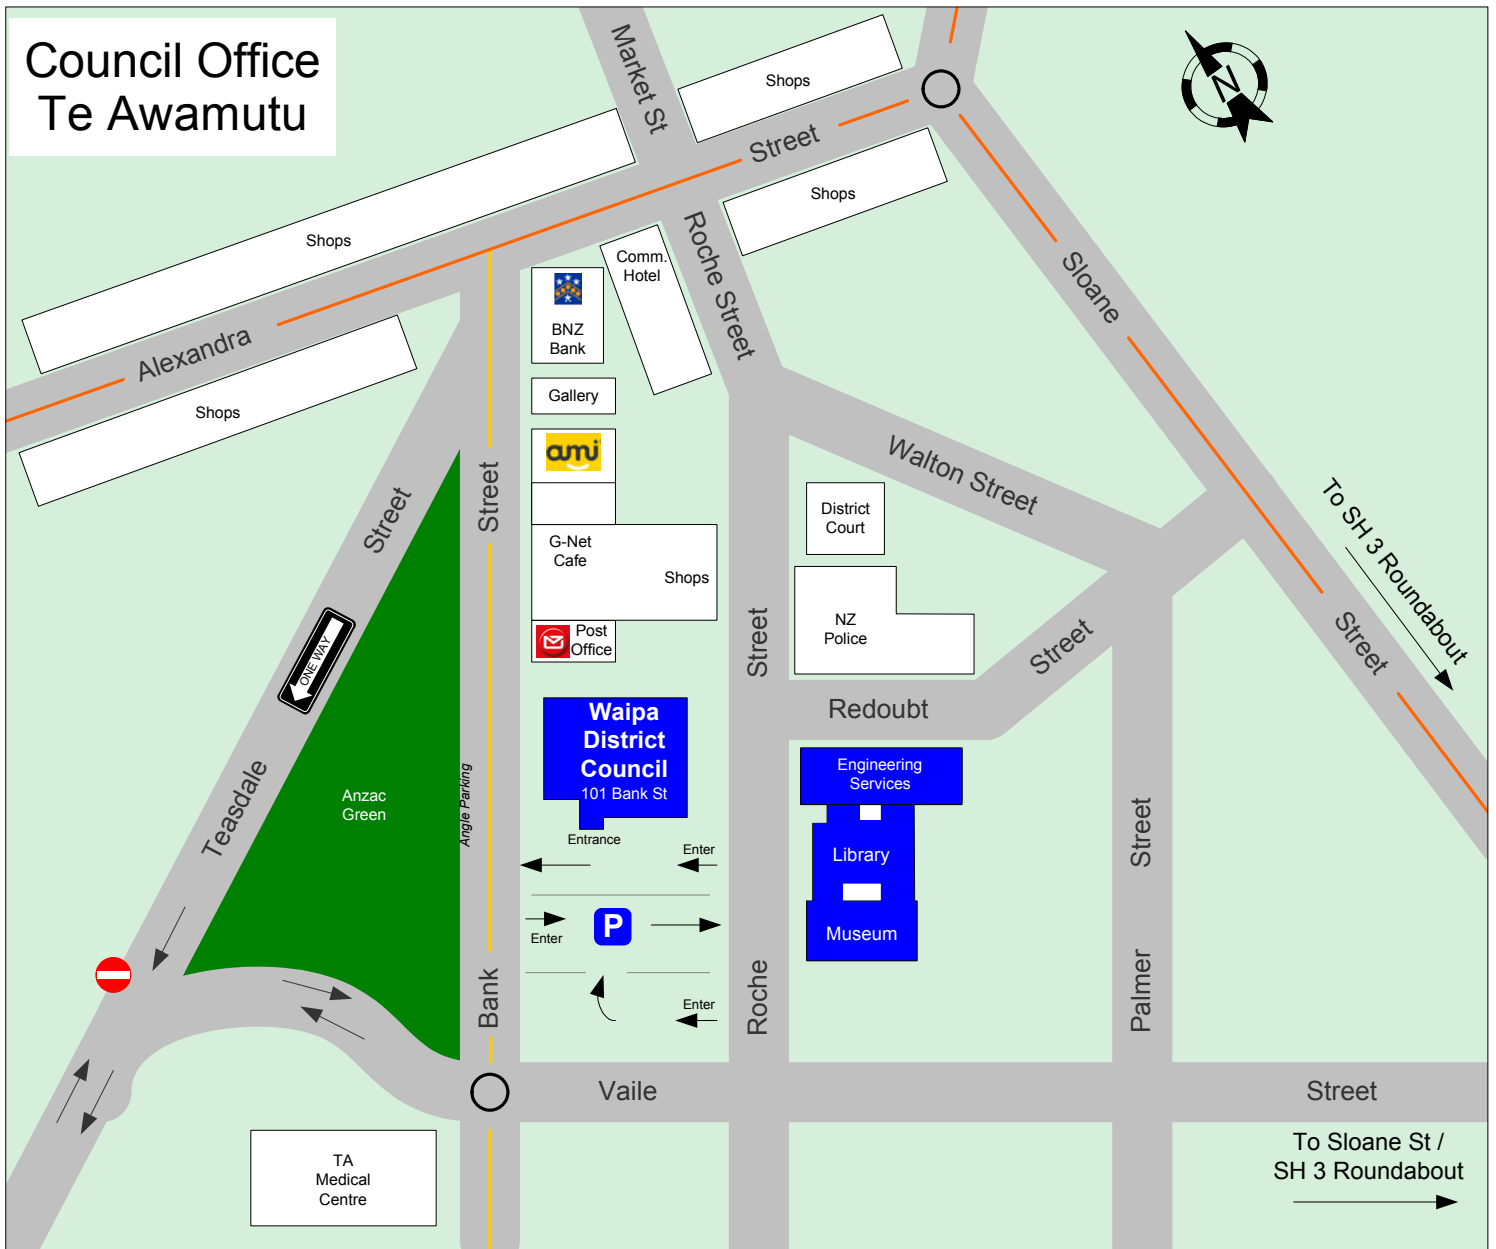 Council Office
Te Awamutu
Market St
Shops
Street
N
Shops
Shops
Roche Street
Comm.
Hotel
Sloane
BNZ
Bank
Alexandra
Gallery
Shops
ami
Walton Street
Street
Street
District
Court
To SH 3 Roundabout
G-Net
Cafe
Shops
NZ
Police
Street
Street
Street
Post
Office
ONE WAY
Redoubt
Waipa
District
Council
101 Bank St
Engineering
Services
Teasdale
Anzac
Green
Angle Parking
Entrance
Enter
Library
Street
P
Enter
Museum
Bank
Roche
Palmer
Enter
Vaile
Street
TA
Medical
Centre
To Sloane St /
SH 3 Roundabout